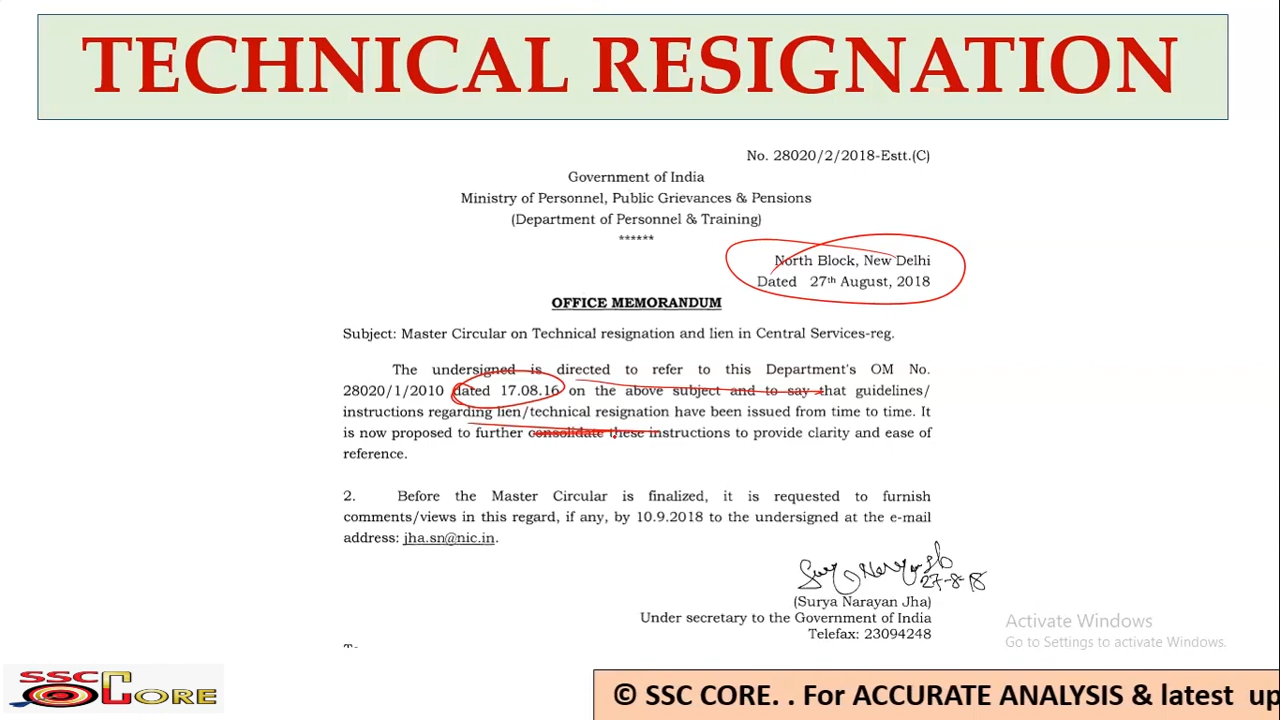 TECHNICAL RESIGNATION
No. 28020/2/2018-Estt.(C)
Government of India
Ministry of Personnel, Public Grievances & Pensions
(Department of Personnel & Training)
******
North Block, New Delhi
Dated 27th August, 2018
OFFICE MEMORANDUM
Subject: Master Circular on Technical resignation and lien in Central Services-reg.
The undersigned is directed to refer to this Department's OM No.
28020/1/2010 dated 17.08.16 on the above subject and to say that guidelines/
instructions regarding lien/technical resignation have been issued from time to time. It
is now proposed to further consolidate these instructions to provide clarity and ease of
reference.
2. Before the Master Circular is finalized, it is requested to furnish
comments/views in this regard, if any, by 10.9.2018 to the undersigned at the e-mail
address: jha.sn@nic.in.
27-8-18
(Surya Narayan Jha)
Under secretary to the Government of India
Telefax: 23094248
Activate Windows
Go to Settings to activate Windows.
SSC CORE
© SSC CORE. . For ACCURATE ANALYSIS & latest up